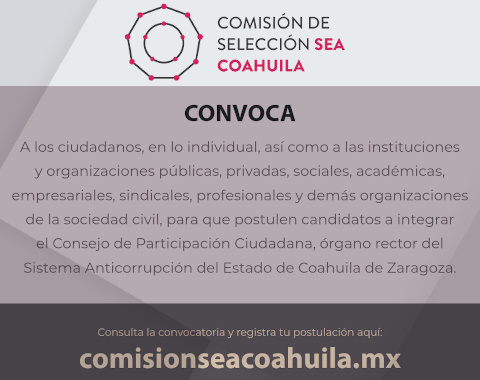 COMISIÓN DE
SELECCIÓN SEA
COAHUILA
CONVOCA
A los ciudadanos, en lo individual, así como a las instituciones
y organizaciones públicas, privadas, sociales, académicas,
empresariales, sindicales, profesionales y demás organizaciones
de la sociedad civil, para que postulen candidatos a integrar
el Consejo de Participación Ciudadana, órgano rector del
Sistema Anticorrupción del Estado de Coahuila de Zaragoza.
Consulta la convocatoria y registra tu postulación aquí:
comisionseacoahuila.mx